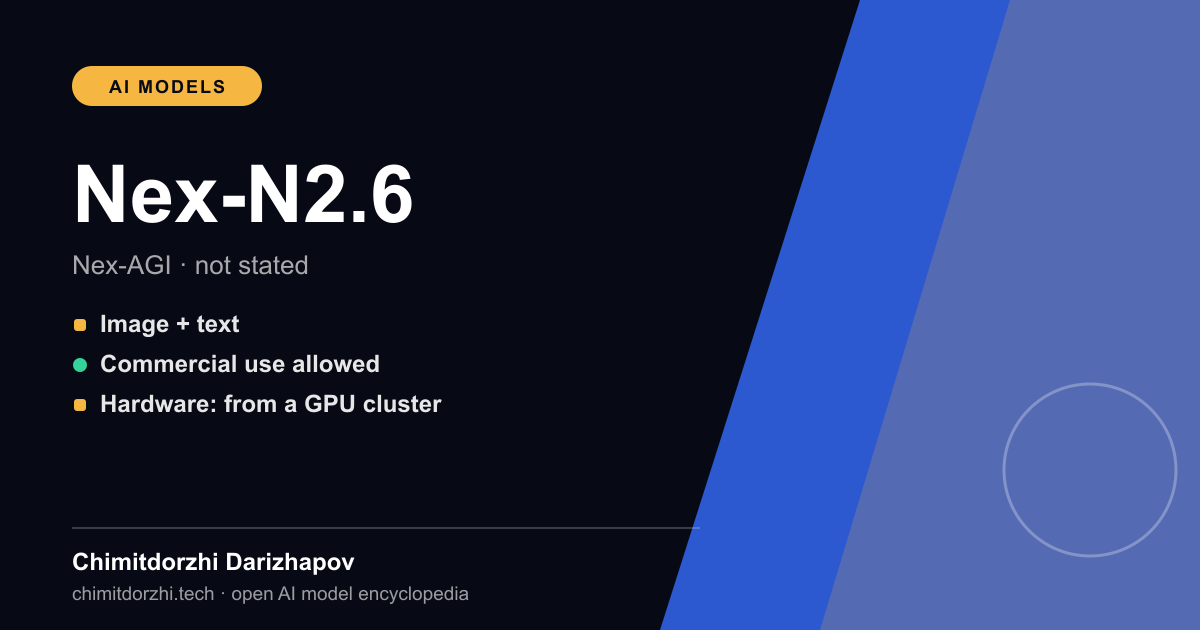 AI MODELS
Nex-N2.6
Nex-AGI · not stated
Image + text
Commercial use allowed
Hardware: from a GPU cluster
Chimitdorzhi Darizhapov
chimitdorzhi.tech · open AI model encyclopedia